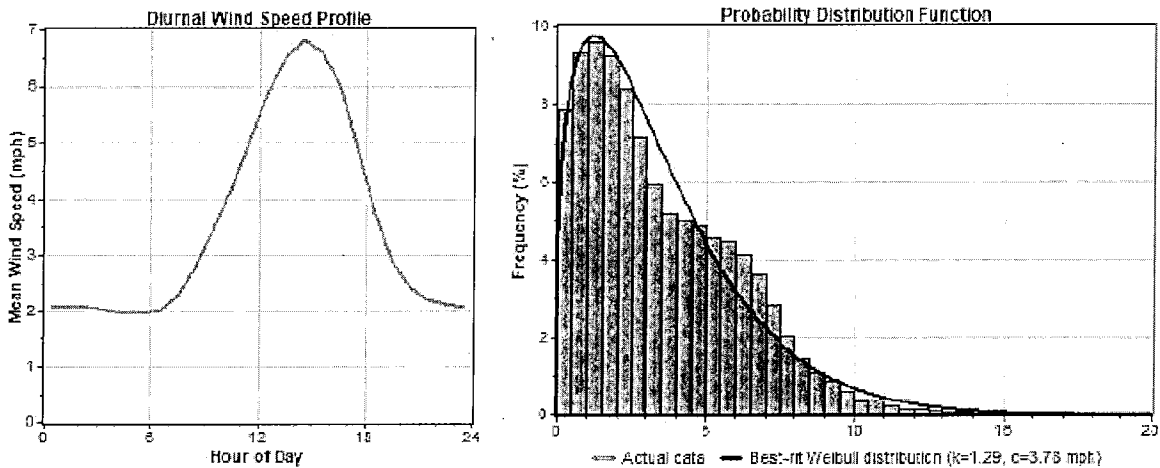 Diurnal Wind Speed Profile
Mean Wind Speed (mph)
7
6
5
4
3
2
1
0
0 6 12 18 24
Hour of Day
Probability Distribution Function
Frequency (%)
10
8
6
4
2
0
0 5 10 15 20
Actual data Best-fit Weibull distribution (k=1.29, c=3.76 mph)